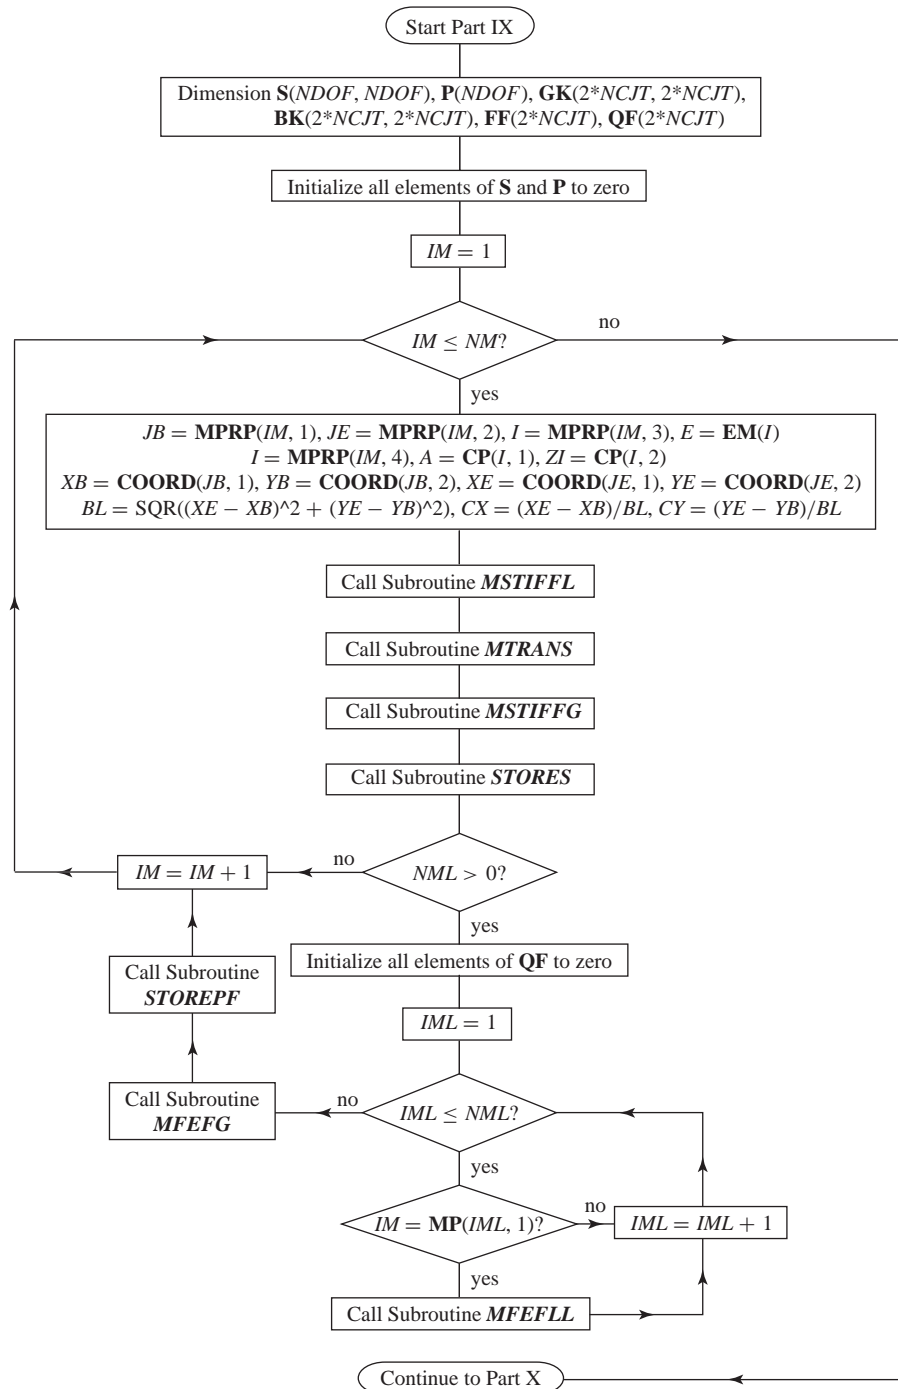 Start Part IX
Dimension S(NDOF, NDOF), P(NDOF), GK(2*NCJT, 2*NCJT),
BK(2*NCJT, 2*NCJT), FF(2*NCJT), QF(2*NCJT)
Initialize all elements of S and P to zero
IM = 1
IM ≤ NM?
no
yes
JB = MPRP(IM, 1), JE = MPRP(IM, 2), I = MPRP(IM, 3), E = EM(I)
I = MPRP(IM, 4), A = CP(I, 1), ZI = CP(I, 2)
XB = COORD(JB, 1), YB = COORD(JB, 2), XE = COORD(JE, 1), YE = COORD(JE, 2)
BL = SQR((XE − XB)^2 + (YE − YB)^2), CX = (XE − XB)/BL, CY = (YE − YB)/BL
Call Subroutine MSTIFFL
Call Subroutine MTRANS
Call Subroutine MSTIFFG
Call Subroutine STORES
NML > 0?
no
IM = IM + 1
yes
Initialize all elements of QF to zero
Call Subroutine
STOREPF
IML = 1
IML ≤ NML?
no
Call Subroutine
MFEFG
yes
IM = MP(IML, 1)?
no
IML = IML + 1
yes
Call Subroutine MFEFLL
Continue to Part X